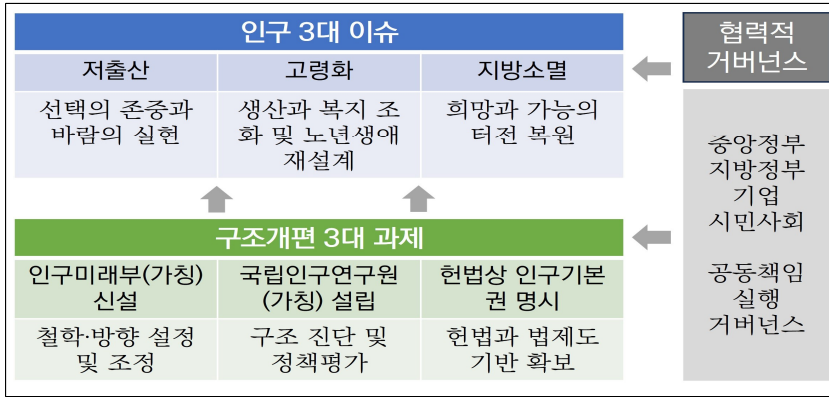 인구 3대 이슈
저출산
고령화
지방소멸
선택의 존중과
바람의 실현
생산과 복지 조
화 및 노년생애
재설계
희망과 가능의
터전 복원
구조개편 3대 과제
인구미래부(가칭)
신설
국립인구연구원
(가칭) 설립
헌법상 인구기본
권 명시
철학·방향 설정
및 조정
구조 진단 및
정책평가
헌법과 법제도
기반 확보
협력적
거버넌스
중앙정부
지방정부
기업
시민사회
공동책임
실행
거버넌스